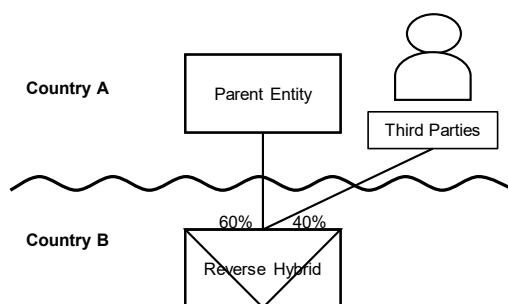 Country A
Parent Entity
Third Parties
60% 40%
Country B
Reverse Hybrid